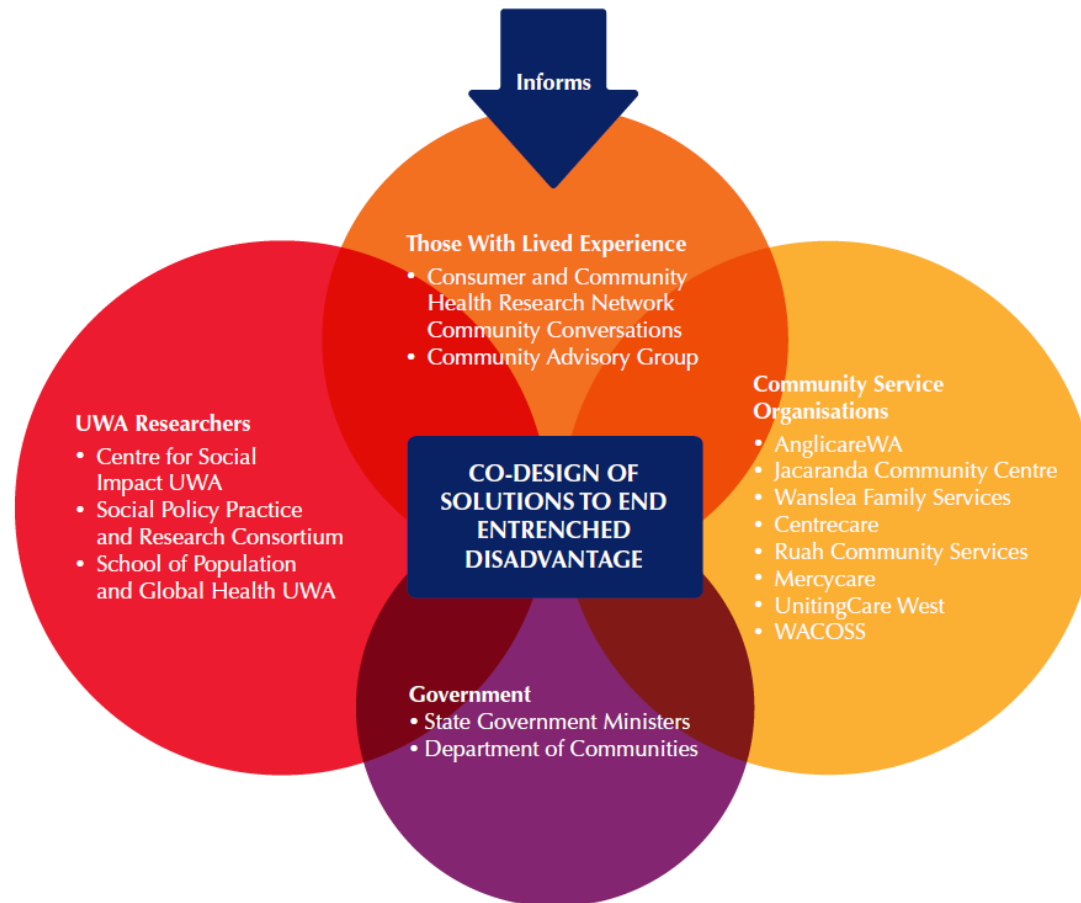 Informs
Those With Lived Experience
• Consumer and Community
Health Research Network
Community Conversations
• Community Advisory Group
UWA Researchers
• Centre for Social
Impact UWA
• Social Policy Practice
and Research Consortium
• School of Population
and Global Health UWA
CO-DESIGN OF
SOLUTIONS TO END
ENTRENCHED
DISADVANTAGE
Community Service
Organisations
• AnglicareWA
• Jacaranda Community Centre
• Wanslea Family Services
• Centrecare
• Ruah Community Services
• Mercycare
• UnitingCare West
• WACOSS
Government
• State Government Ministers
• Department of Communities